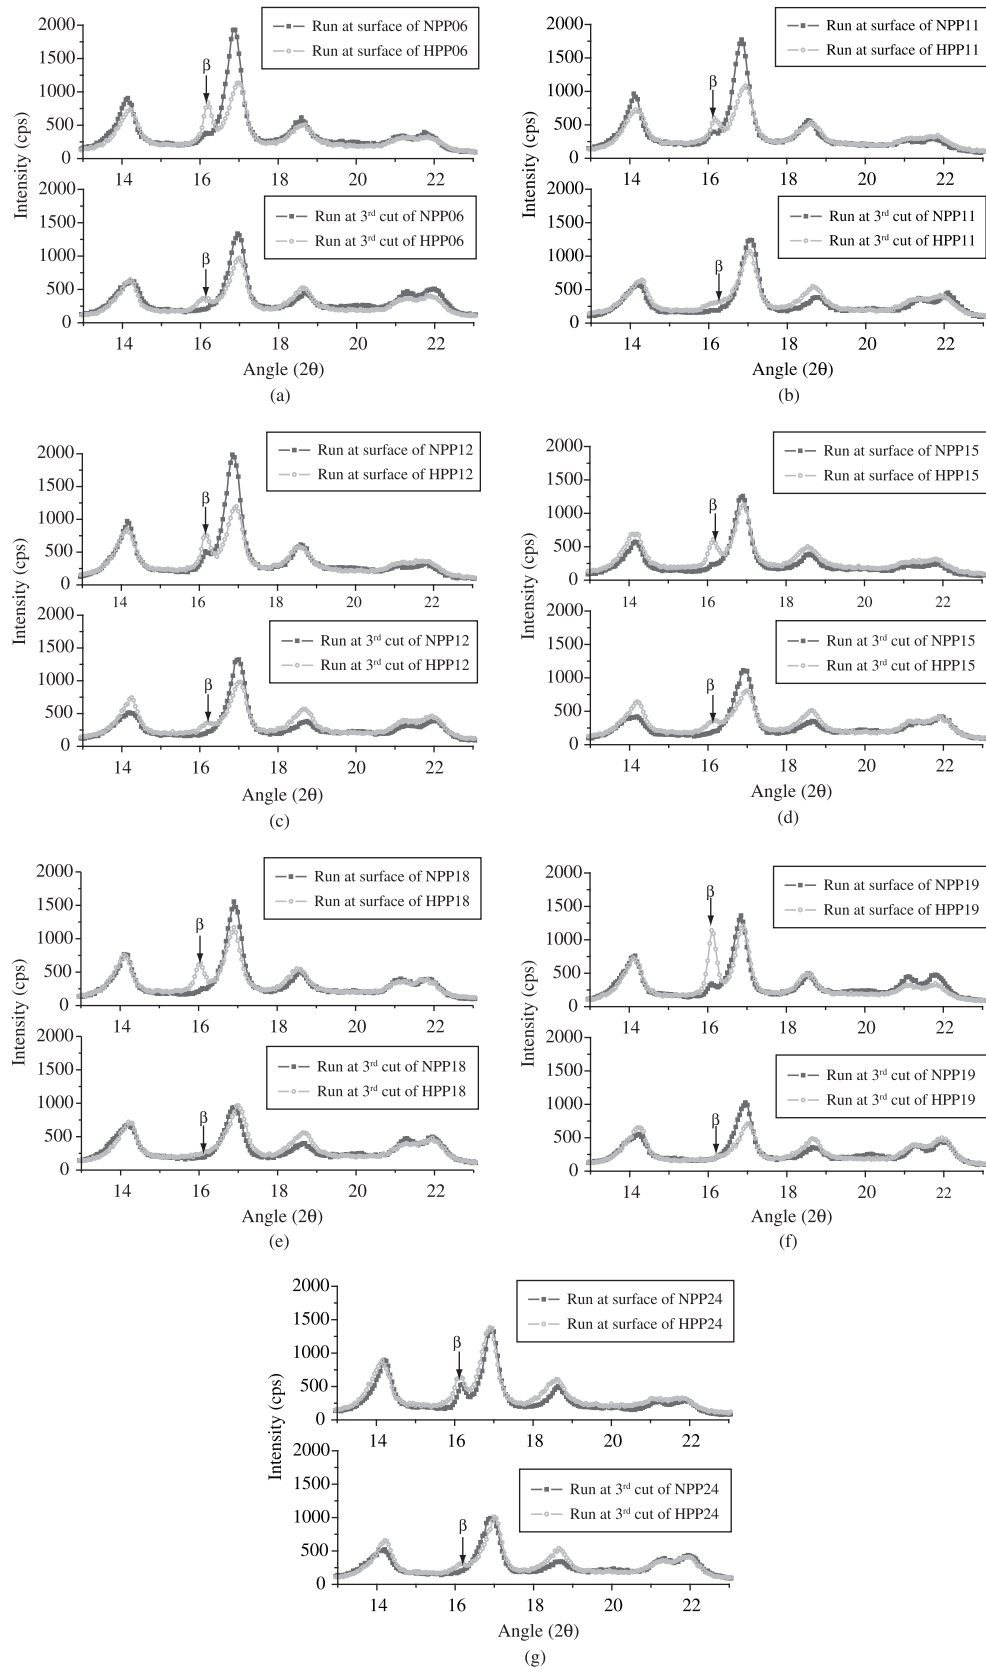 Run at surface of NPP06
Run at surface of HPP06
2000
1500
1000
500
0
β
14 16 18 20 22
Intensity (cps)
Run at 3rd cut of NPP06
Run at 3rd cut of HPP06
2000
1500
1000
500
0
β
14 16 18 20 22
Angle (2θ)
(a)
Run at surface of NPP11
Run at surface of HPP11
2000
1500
1000
500
0
β
14 16 18 20 22
Intensity (cps)
Run at 3rd cut of NPP11
Run at 3rd cut of HPP11
2000
1500
1000
500
0
β
14 16 18 20 22
Angle (2θ)
(b)
Run at surface of NPP12
Run at surface of HPP12
2000
1500
1000
500
0
β
14 16 18 20 22
Intensity (cps)
Run at 3rd cut of NPP12
Run at 3rd cut of HPP12
2000
1500
1000
500
0
β
14 16 18 20 22
Angle (2θ)
(c)
Run at surface of NPP15
Run at surface of HPP15
2000
1500
1000
500
0
β
14 16 18 20 22
Intensity (cps)
Run at 3rd cut of NPP15
Run at 3rd cut of HPP15
2000
1500
1000
500
0
β
14 16 18 20 22
Angle (2θ)
(d)
Run at surface of NPP18
Run at surface of HPP18
2000
1500
1000
500
0
β
14 16 18 20 22
Intensity (cps)
Run at 3rd cut of NPP18
Run at 3rd cut of HPP18
2000
1500
1000
500
0
β
14 16 18 20 22
Angle (2θ)
(e)
Run at surface of NPP19
Run at surface of HPP19
2000
1500
1000
500
0
β
14 16 18 20 22
Intensity (cps)
Run at 3rd cut of NPP19
Run at 3rd cut of HPP19
2000
1500
1000
500
0
β
14 16 18 20 22
Angle (2θ)
(f)
Run at surface of NPP24
Run at surface of HPP24
2000
1500
1000
500
0
β
14 16 18 20 22
Intensity (cps)
Run at 3rd cut of NPP24
Run at 3rd cut of HPP24
2000
1500
1000
500
0
β
14 16 18 20 22
Angle (2θ)
(g)